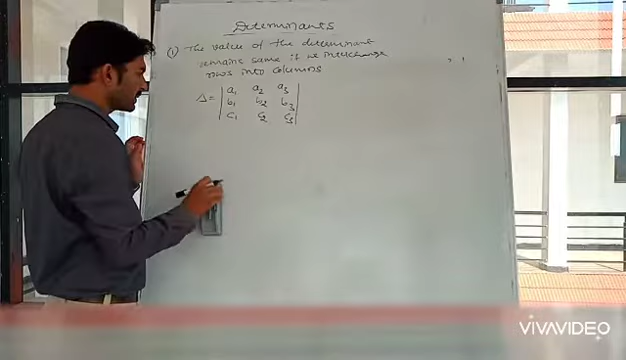 Determinants
① The value of the determinant
remains same if we interchange
rows into columns
Δ = | a₁ a₂ a₃ |
| b₁ b₂ b₃ |
| c₁ c₂ c₃ |
VIVAVIDEO